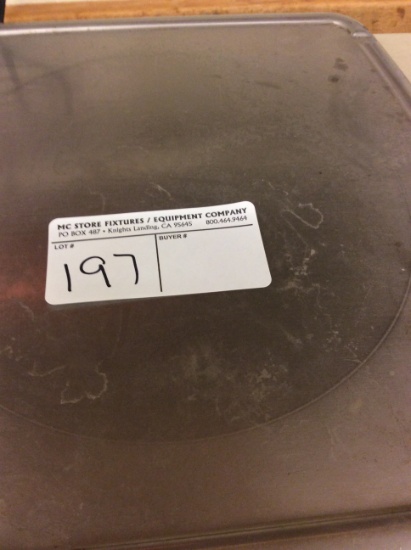 MC STORE FIXTURES / EQUIPMENT COMPANY
PO BOX 487 • Knights Landing, CA 95645 800.464.9464
LOT # BUYER #
197